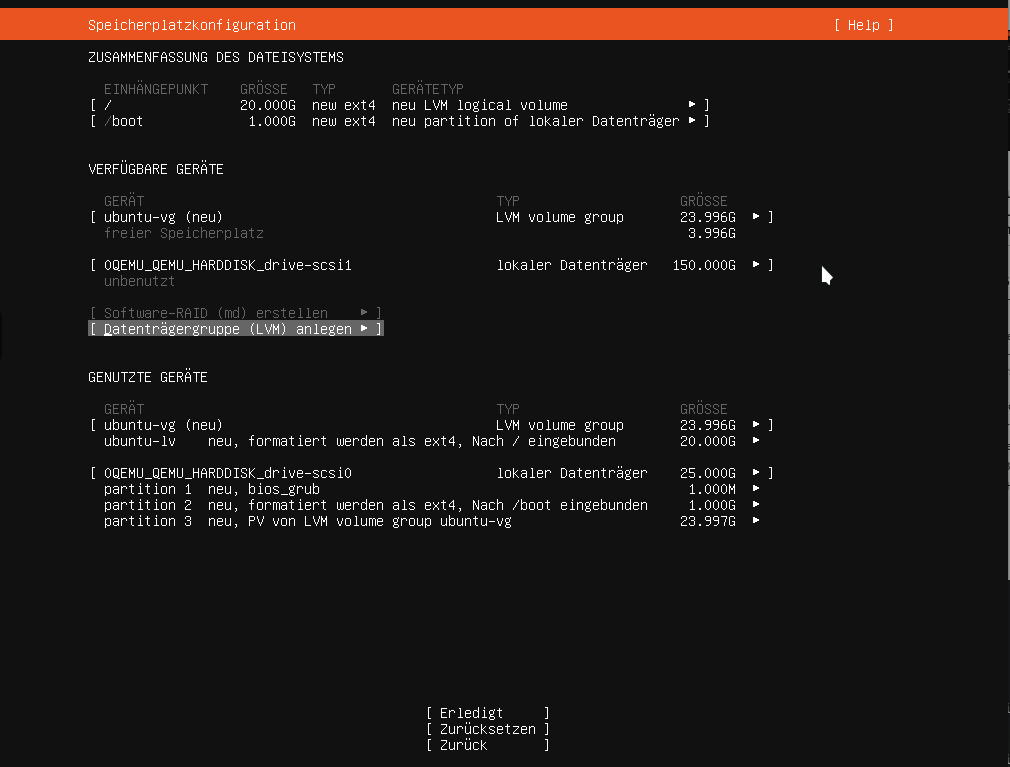 Speicherplatzkonfiguration [ Help ]
ZUSAMMENFASSUNG DES DATEISYSTEMS
EINHÄNGEPUNKT GRÖSSE TYP GERÄTETYP
[ / 20.000G new ext4 neu LVM logical volume ▸ ]
[ /boot 1.000G new ext4 neu partition of lokaler Datenträger ▸ ]
VERFÜGBARE GERÄTE
GERÄT TYP GRÖSSE
[ ubuntu-vg (neu) LVM volume group 23.996G ▸ ]
freier Speicherplatz 3.996G
[ 0QEMU_QEMU_HARDDISK_drive-scsi1 lokaler Datenträger 150.000G ▸ ]
unbenutzt
[ Software-RAID (md) erstellen ▸ ]
[ Datenträgergruppe (LVM) anlegen ▸ ]
GENUTZTE GERÄTE
GERÄT TYP GRÖSSE
[ ubuntu-vg (neu) LVM volume group 23.996G ▸ ]
ubuntu-lv neu, formatiert werden als ext4, Nach / eingebunden 20.000G ▸
[ 0QEMU_QEMU_HARDDISK_drive-scsi0 lokaler Datenträger 25.000G ▸ ]
partition 1 neu, bios_grub 1.000M ▸
partition 2 neu, formatiert werden als ext4, Nach /boot eingebunden 1.000G ▸
partition 3 neu, PV von LVM volume group ubuntu-vg 23.997G ▸
[ Erledigt ]
[ Zurücksetzen ]
[ Zurück ]